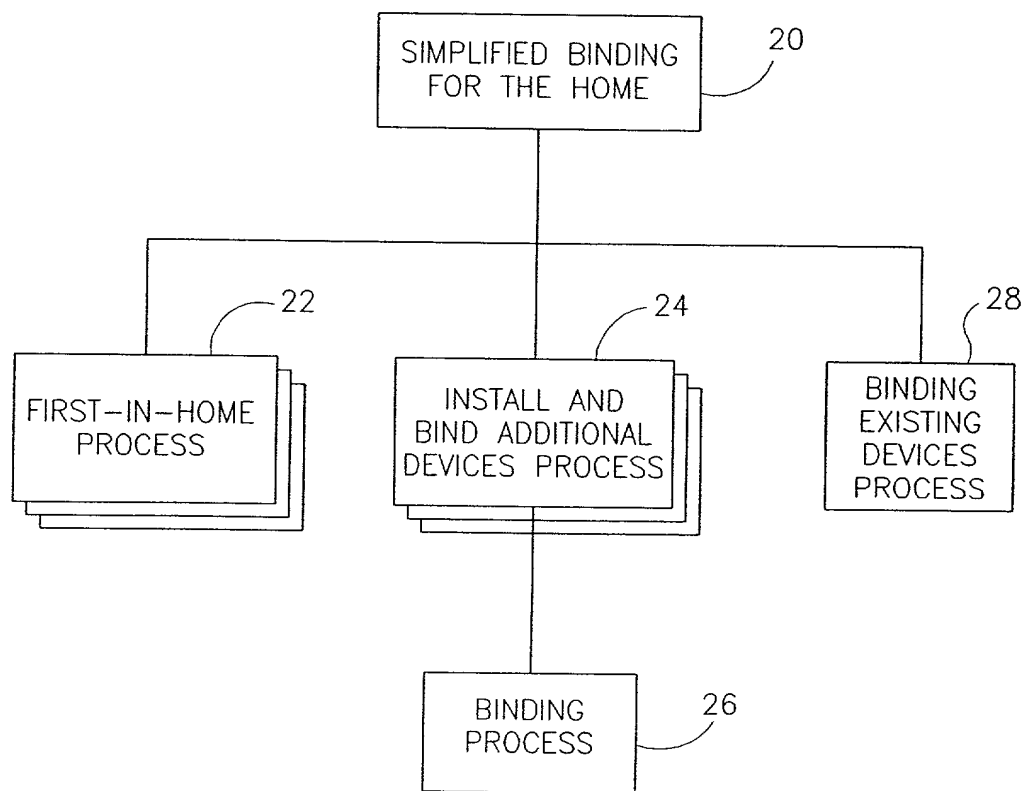 SIMPLIFIED BINDING
FOR THE HOME
20
22
FIRST-IN-HOME
PROCESS
24
INSTALL AND
BIND ADDITIONAL
DEVICES PROCESS
28
BINDING
EXISTING
DEVICES
PROCESS
BINDING
PROCESS
26